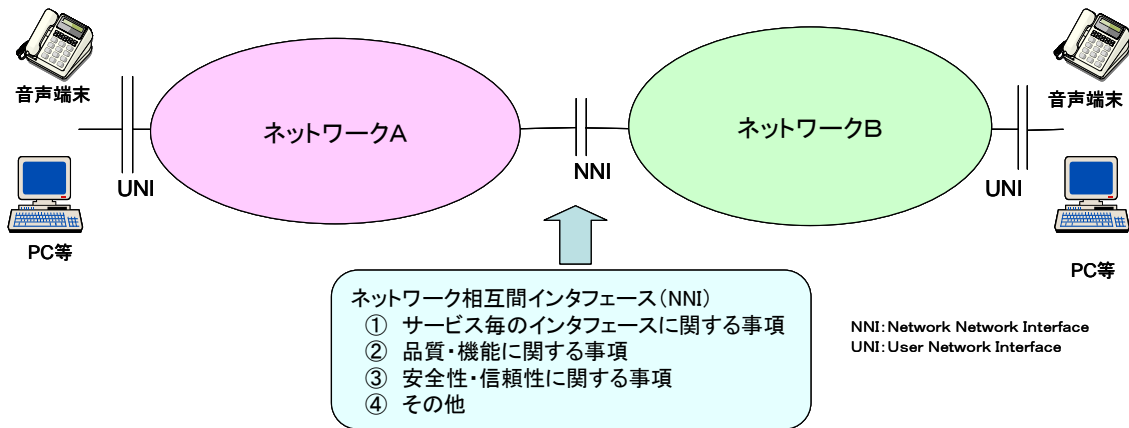 音声端末
音声端末
ネットワークA
ネットワークB
UNI
NNI
UNI
PC等
PC等
ネットワーク相互間インタフェース(NNI)
① サービス毎のインタフェースに関する事項
② 品質・機能に関する事項
③ 安全性・信頼性に関する事項
④ その他
NNI:Network Network Interface
UNI:User Network Interface